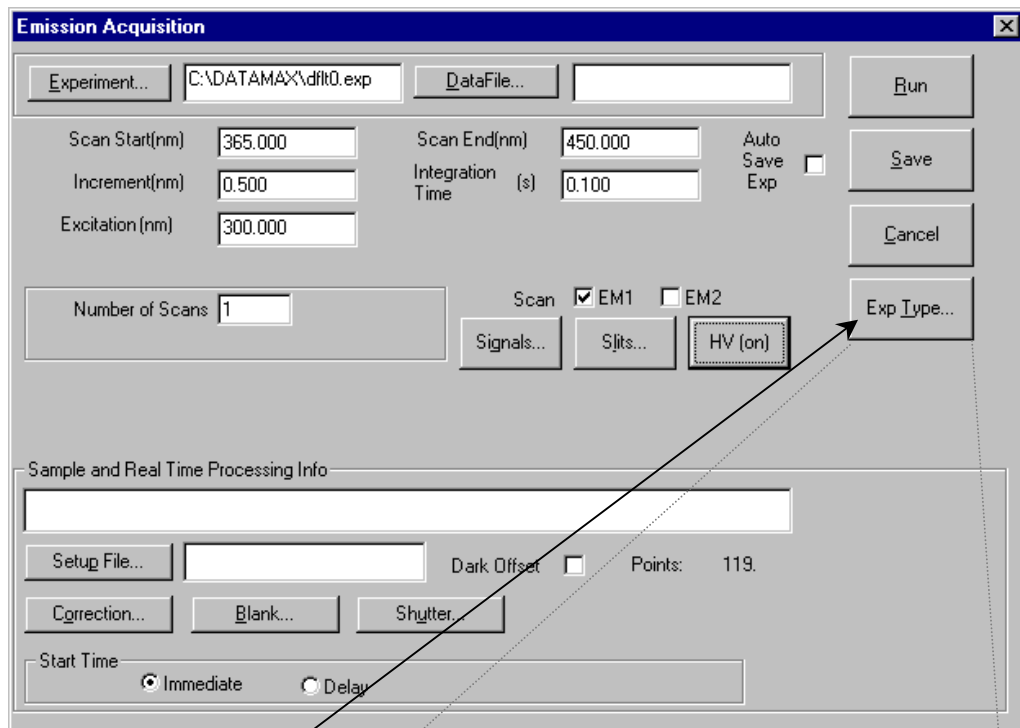 Emission Acquisition
Experiment... C:\DATAMAX\dflt0.exp DataFile... Run
Scan Start(nm) 365.000 Scan End(nm) 450.000 Auto Save Exp Save
Increment(nm) 0.500 Integration Time (s) 0.100
Excitation (nm) 300.000 Cancel
Number of Scans 1 Scan EM1 EM2 Exp Type...
Signals... Slits... HV (on)
Sample and Real Time Processing Info
Setup File... Dark Offset Points: 119.
Correction... Blank... Shutter...
Start Time
Immediate Delay